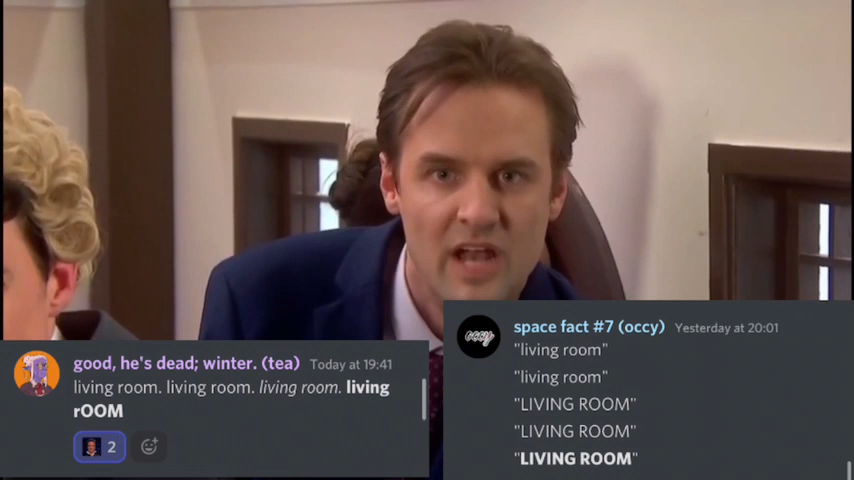 good, he's dead; winter. (tea) Today at 19:41
living room. living room. living room. living
rOOM
2
occy
space fact #7 (occy) Yesterday at 20:01
"living room"
"living room"
"LIVING ROOM"
"LIVING ROOM"
"LIVING ROOM"